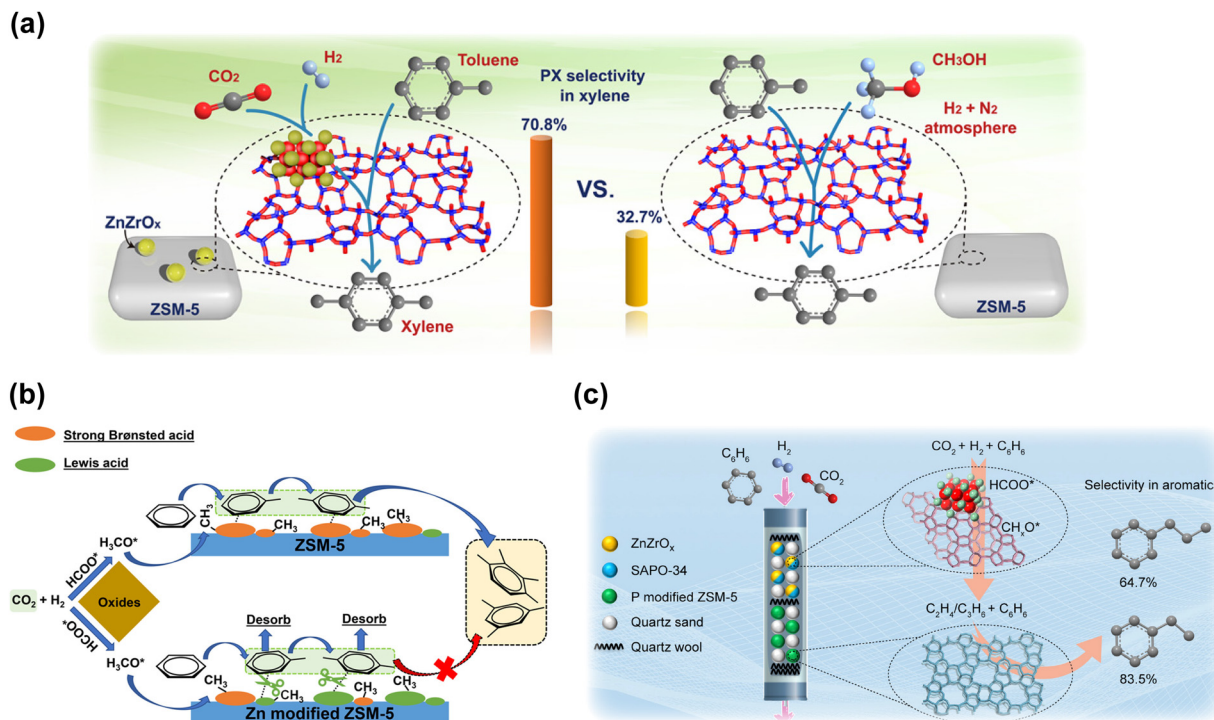 (a)
CO2
H2
Toluene
PX selectivity
in xylene
70.8%
VS.
32.7%
CH3OH
H2 + N2
atmosphere
ZnZrOx
ZSM-5
Xylene
ZSM-5
(b)
Strong Brønsted acid
Lewis acid
CO2 + H2
HCOO*
HCOO*
Oxides
H3CO*
H3CO*
CH3
CH3
CH3
ZSM-5
Desorb
Desorb
CH3
CH3
CH3
Zn modified ZSM-5
(c)
C6H6
H2
CO2
ZnZrOx
SAPO-34
P modified ZSM-5
Quartz sand
Quartz wool
CO2 + H2 + C6H6
HCOO*
CHxO*
C2H4/C3H6 + C6H6
Selectivity in aromatic
64.7%
83.5%